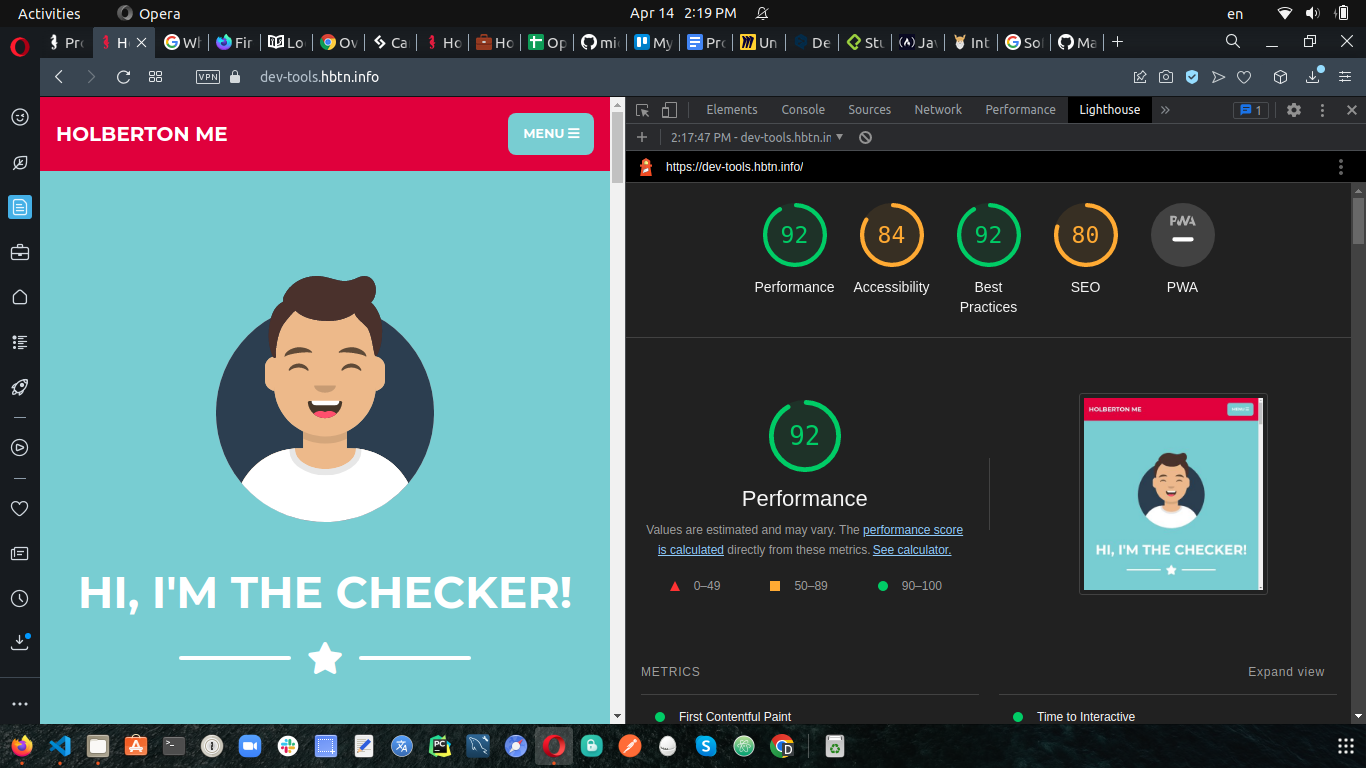 Activities Opera Apr 14 2:19 PM en
Pro H Wh Fir Loc Ov Ca Ho Ho Op mi My Pro Un De Stu Jav Int Sof Ma
VPN dev-tools.hbtn.info
HOLBERTON ME
MENU
HI, I'M THE CHECKER!
Elements Console Sources Network Performance Lighthouse » 1
2:17:47 PM - dev-tools.hbtn.in
https://dev-tools.hbtn.info/
92 84 92 80 PWA
Performance Accessibility Best Practices SEO PWA
92
Performance
Values are estimated and may vary. The performance score
is calculated directly from these metrics. See calculator.
0–49 50–89 90–100
HOLBERTON ME MENU
HI, I'M THE CHECKER!
METRICS Expand view
First Contentful Paint Time to Interactive